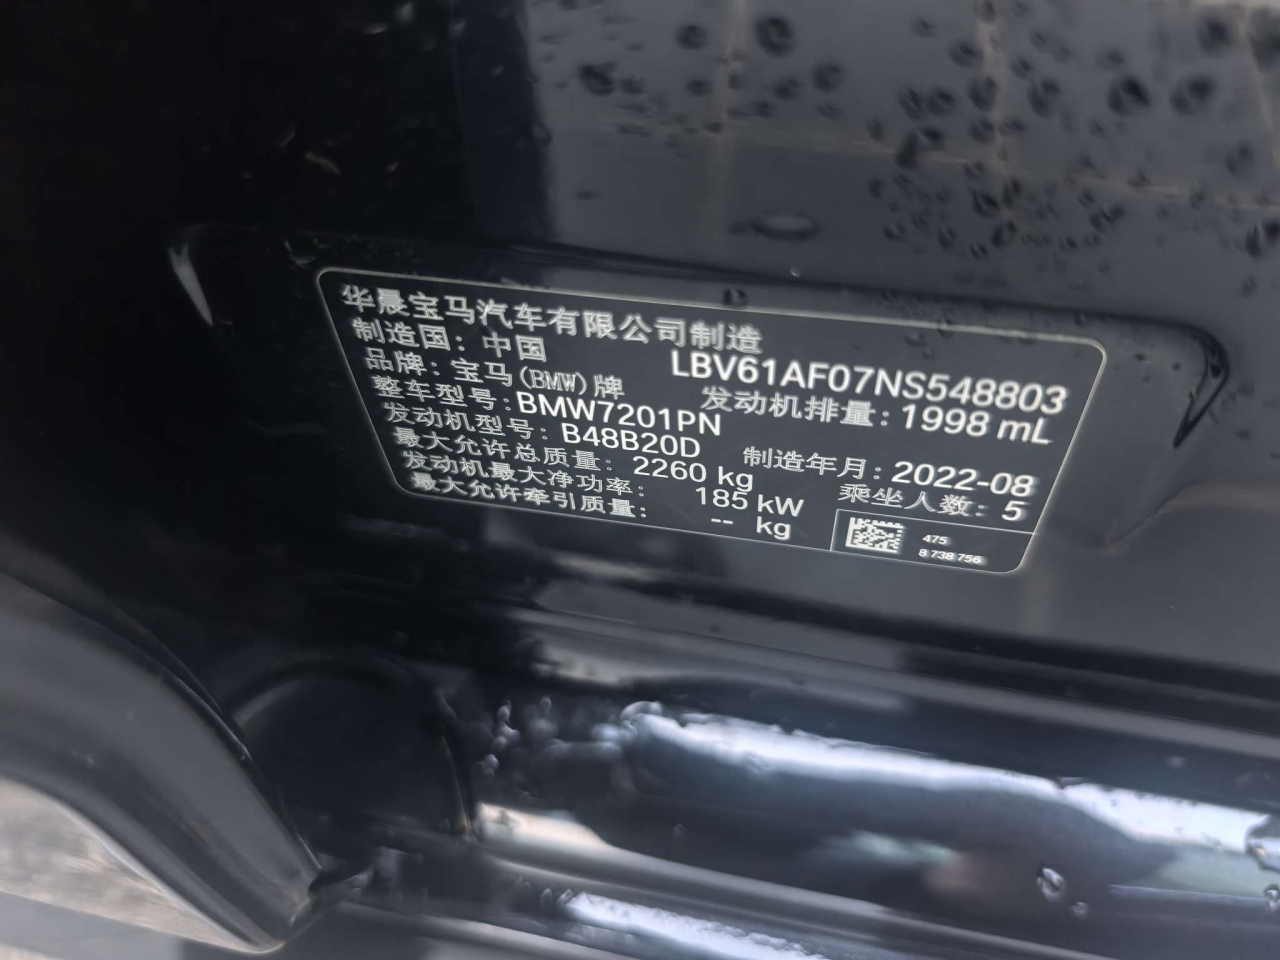 华晨宝马汽车有限公司制造
制造国：中国 LBV61AF07NS548803
品牌：宝马(BMW)牌 发动机排量：1998 mL
整车型号：BMW7201PN
发动机型号：B48B20D 制造年月：2022-08
最大允许总质量：2260 kg 乘坐人数：5
发动机最大净功率：185 kW
最大允许牵引质量：-- kg
475
8 738 756